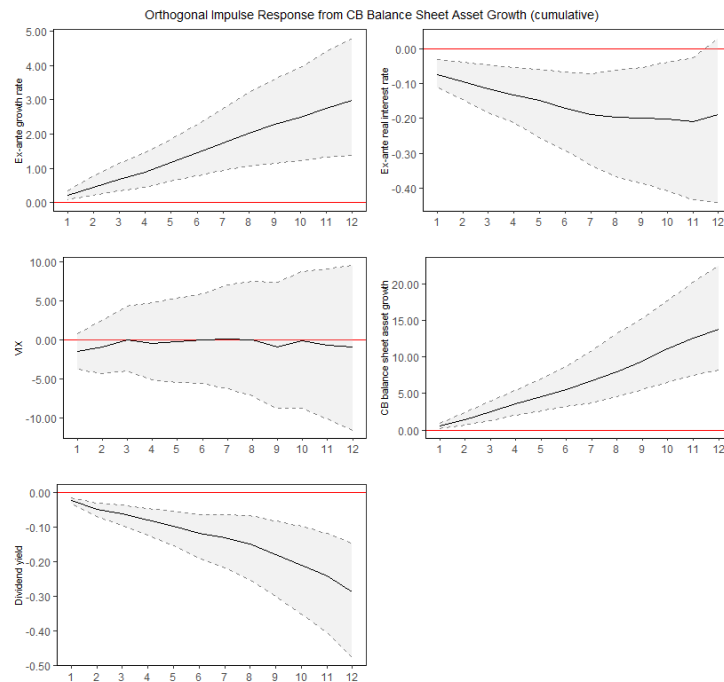 Orthogonal Impulse Response from CB Balance Sheet Asset Growth (cumulative)
Ex-ante growth rate
5.00
4.00
3.00
2.00
1.00
0.00
1 2 3 4 5 6 7 8 9 10 11 12
Ex-ante real interest rate
0.00
-0.10
-0.20
-0.30
-0.40
1 2 3 4 5 6 7 8 9 10 11 12
VIX
10.00
5.00
0.00
-5.00
-10.00
1 2 3 4 5 6 7 8 9 10 11 12
CB balance sheet asset growth
20.00
15.00
10.00
5.00
0.00
1 2 3 4 5 6 7 8 9 10 11 12
Dividend yield
0.00
-0.10
-0.20
-0.30
-0.40
-0.50
1 2 3 4 5 6 7 8 9 10 11 12